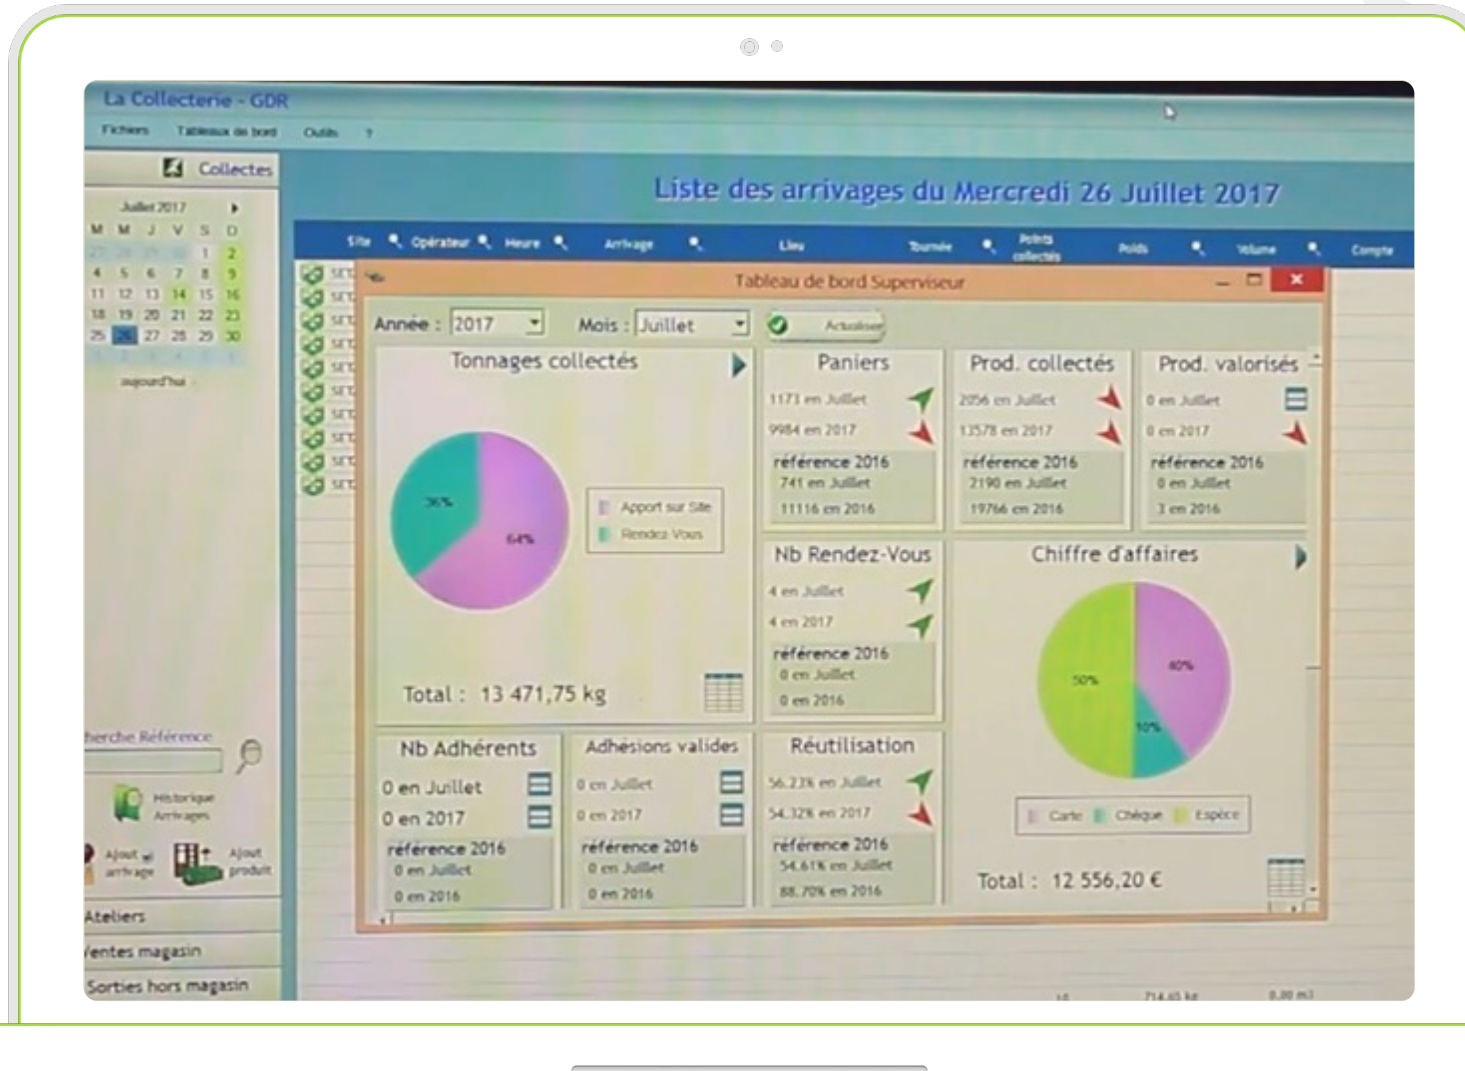 La Collecterie - GDR
Fichiers Tableaux de bord Outils ?
Collectes
Liste des arrivages du Mercredi 26 Juillet 2017
Juillet 2017
M M J V S D
1 2
4 5 6 7 8 9
11 12 13 14 15 16
18 19 20 21 22 23
25 26 27 28 29 30
aujourd'hui
Site Opérateur Heure Arrivage Lieu Tournée Points collectés Poids Volume Compte
Tableau de bord Superviseur
Année : 2017 Mois : Juillet Actualiser
Tonnages collectés
36%
64%
Apport sur Site
Rendez-Vous
Total : 13 471,75 kg
Paniers
1173 en Juillet
9984 en 2017
référence 2016
741 en Juillet
11116 en 2016
Prod. collectés
2056 en Juillet
13578 en 2017
référence 2016
2190 en Juillet
19766 en 2016
Prod. valorisés
0 en Juillet
0 en 2017
référence 2016
0 en Juillet
3 en 2016
Nb Rendez-Vous
4 en Juillet
4 en 2017
référence 2016
0 en Juillet
0 en 2016
Chiffre d'affaires
50%
40%
10%
Carte Chèque Espèce
Total : 12 556,20 €
Nb Adhérents
0 en Juillet
0 en 2017
référence 2016
0 en Juillet
0 en 2016
Adhésions valides
0 en Juillet
0 en 2017
référence 2016
0 en Juillet
0 en 2016
Réutilisation
56.23% en Juillet
54.32% en 2017
référence 2016
54.61% en Juillet
88.70% en 2016
herche Référence
Historique
Arrivages
Ajout
arrivage
Ajout
produit
Ateliers
Ventes magasin
Sorties hors magasin
714,65 kg 0,00 m3